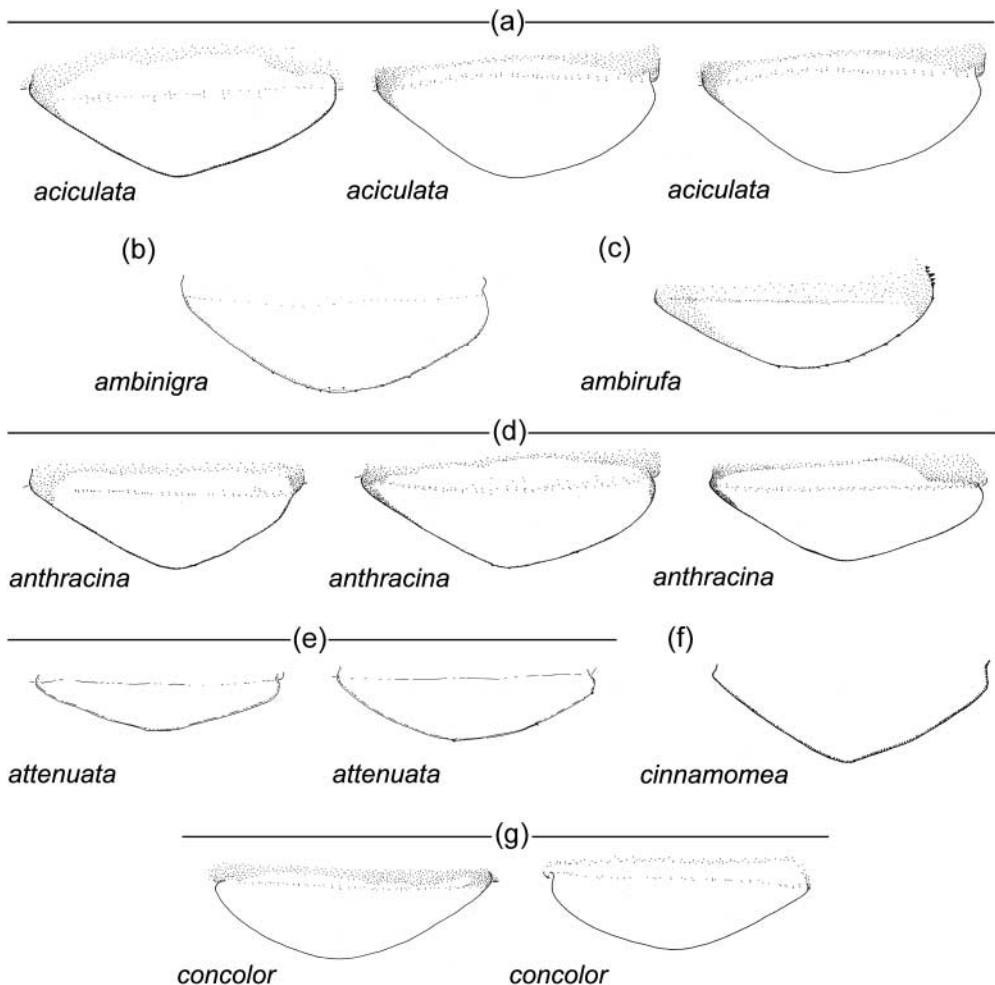 (a)
aciculata aciculata aciculata
(b) (c)
ambinigra ambirufa
(d)
anthracina anthracina anthracina
(e) (f)
attenuata attenuata cinnamomea
(g)
concolor concolor